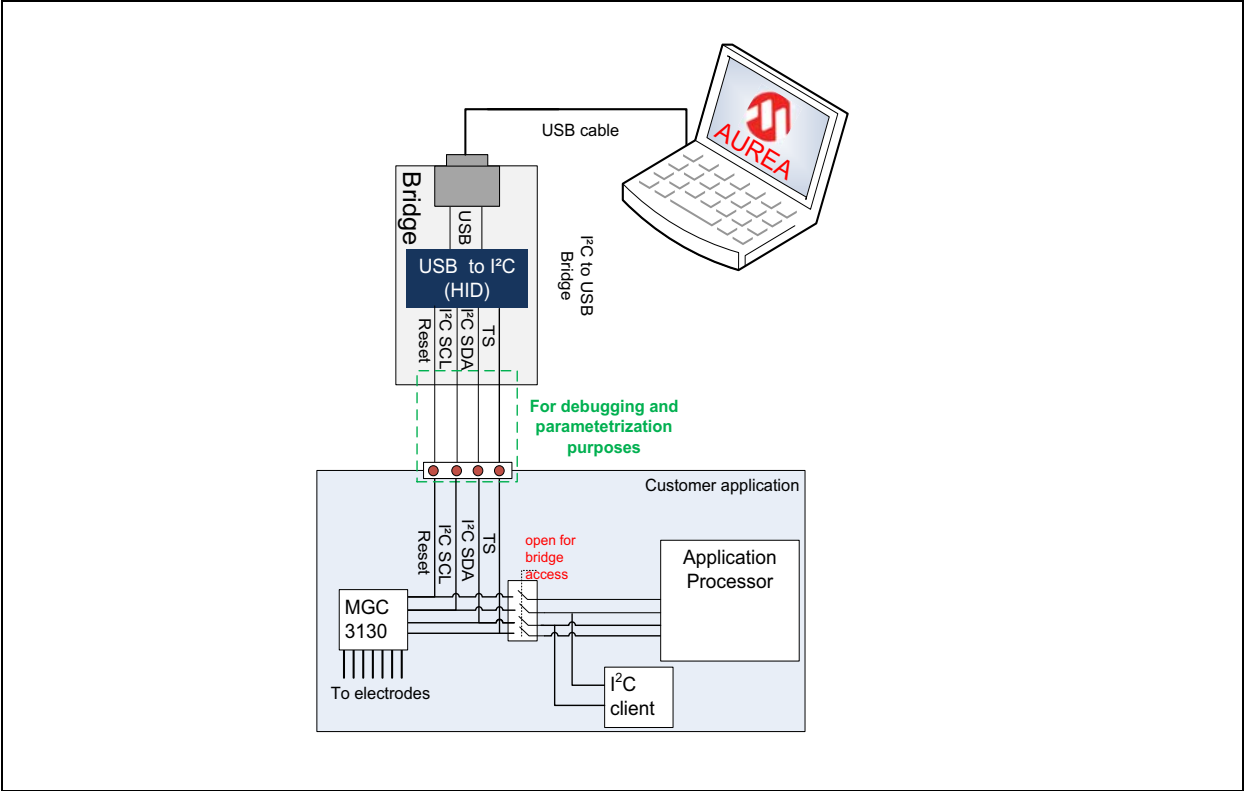 AUREA
USB cable
Bridge
USB
USB to I²C
(HID)
I²C to USB
Bridge
Reset
I²C SCL
I²C SDA
TS
For debugging and
parametetrization
purposes
Customer application
Reset
I²C SCL
I²C SDA
TS
open for
bridge
access
Application
Processor
MGC
3130
To electrodes
I²C
client